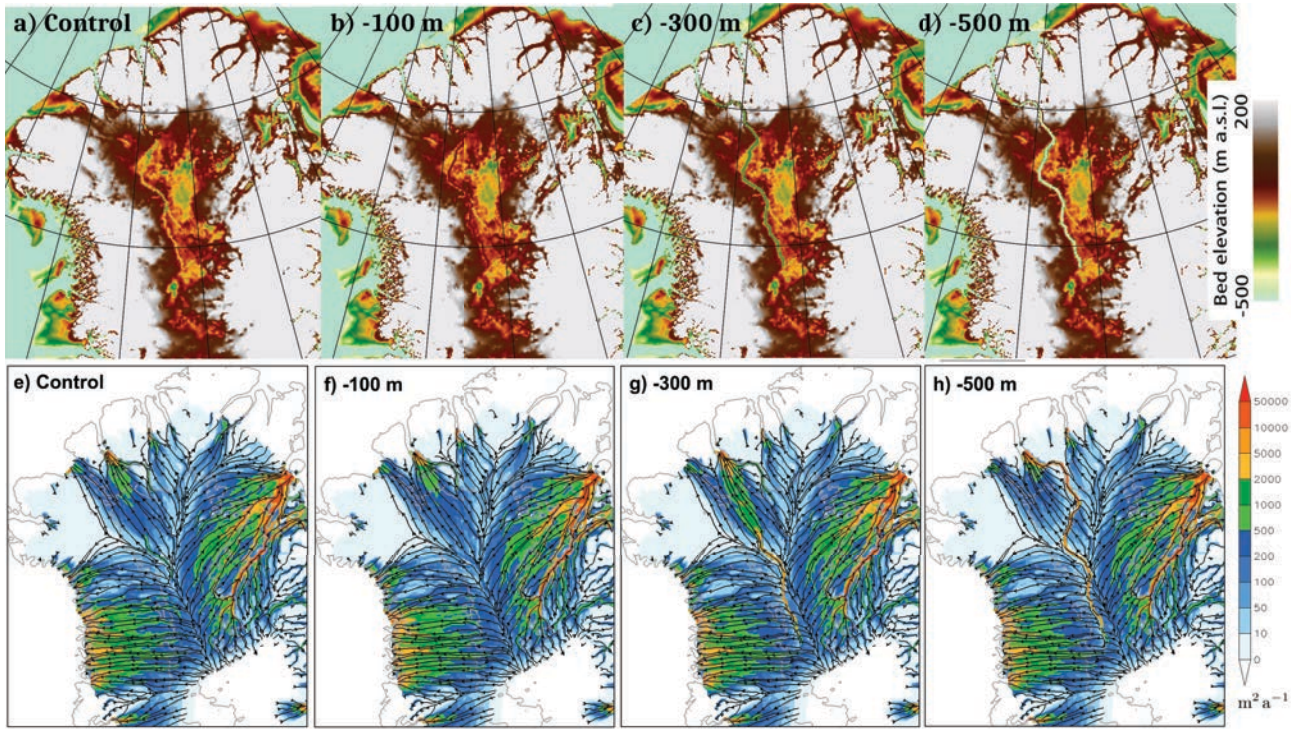 a) Control
b) -100 m
c) -300 m
d) -500 m
Bed elevation (m a.s.l.)
200
-500
e) Control
f) -100 m
g) -300 m
h) -500 m
50000
10000
5000
2000
1000
500
200
100
50
10
0
m² a⁻¹